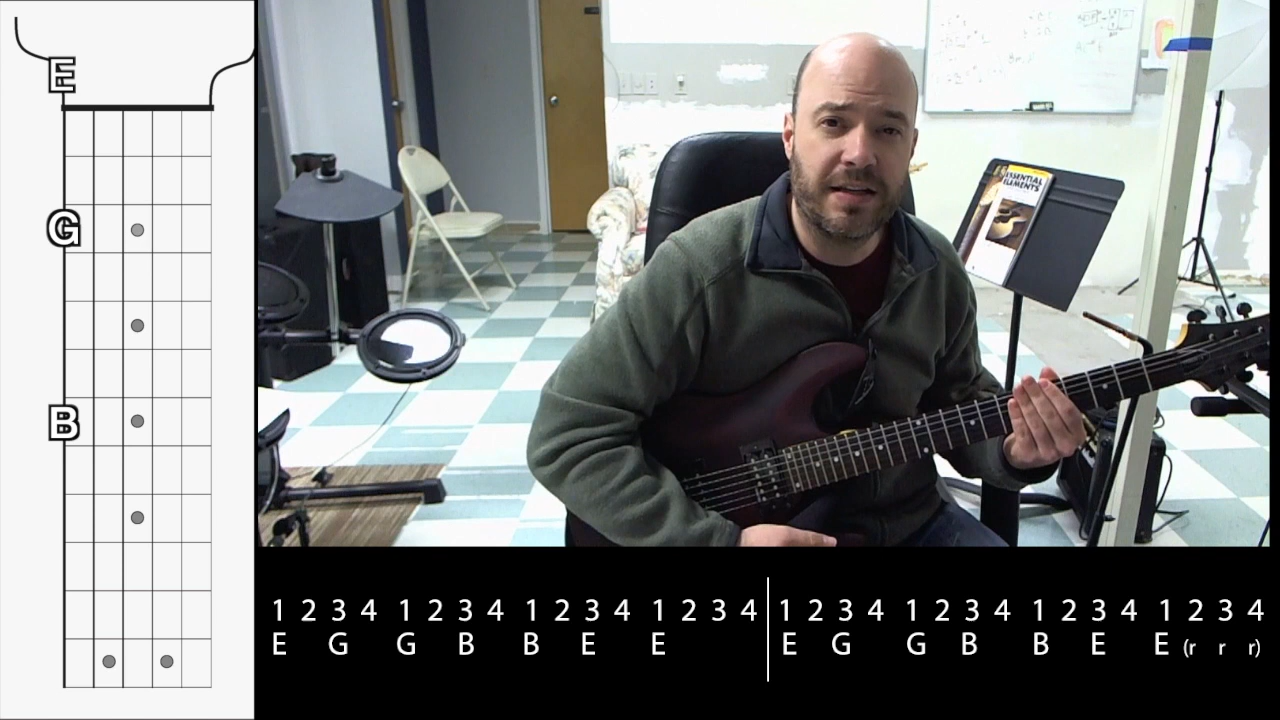 E
G
B
ESSENTIAL
ELEMENTS
1 2 3 4 1 2 3 4 1 2 3 4 1 2 3 4 1 2 3 4 1 2 3 4 1 2 3 4 1 2 3 4
E G G B B E E E G G B B E E (r r r)